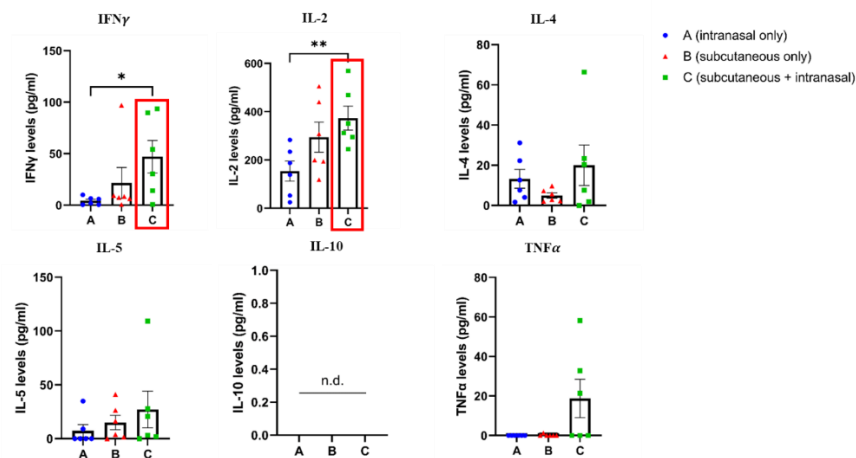 IFNγ
IFNγ levels (pg/ml)
150
100
50
0
*
A
B
C
IL-2
IL-2 levels (pg/ml)
600
400
200
0
**
A
B
C
IL-4
IL-4 levels (pg/ml)
80
60
40
20
0
A
B
C
A (intranasal only)
B (subcutaneous only)
C (subcutaneous + intranasal)
IL-5
IL-5 levels (pg/ml)
150
100
50
0
A
B
C
IL-10
IL-10 levels (pg/ml)
1.0
0.8
0.6
0.4
0.2
0.0
n.d.
A
B
C
TNFα
TNFα levels (pg/ml)
80
60
40
20
0
A
B
C